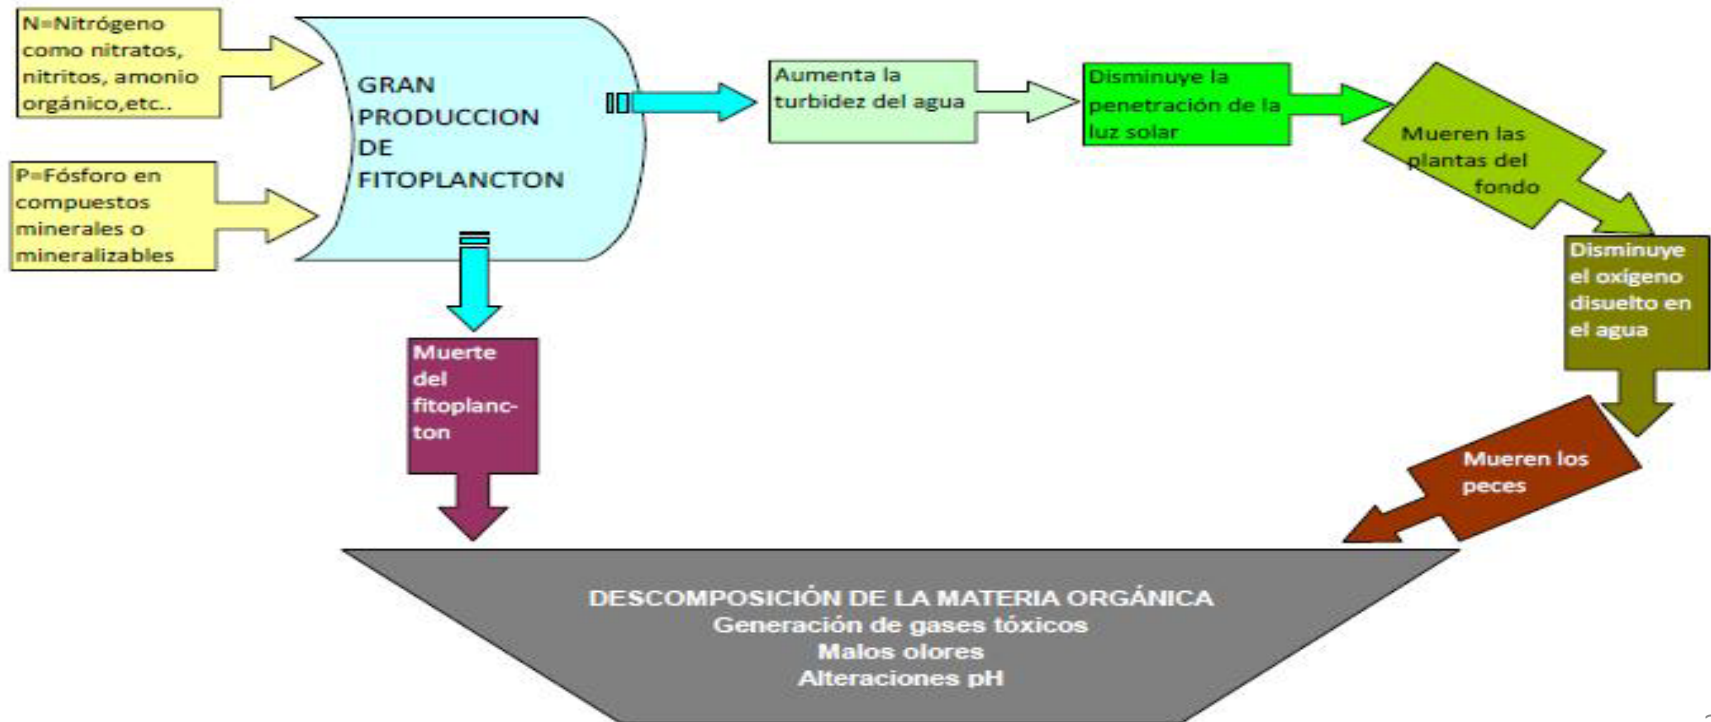 N=Nitrógeno
como nitratos,
nitritos, amonio
orgánico,etc..
P=Fósforo en
compuestos
minerales o
mineralizables
GRAN
PRODUCCION
DE
FITOPLANCTON
Aumenta la
turbidez del agua
Disminuye la
penetración de la
luz solar
Mueren las
plantas del
fondo
Disminuye
el oxígeno
disuelto en
el agua
Mueren los
peces
Muerte
del
fitoplanc-
ton
DESCOMPOSICIÓN DE LA MATERIA ORGÁNICA
Generación de gases tóxicos
Malos olores
Alteraciones pH